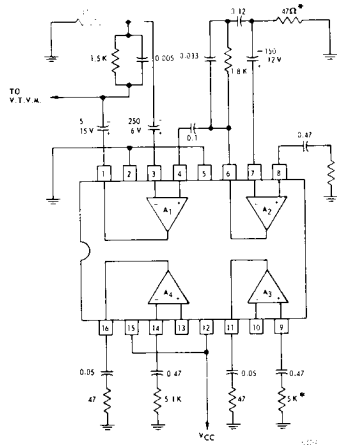 0.12
47Ω*
1.5K
0.005
0.033
1.8K
150
12V
TO
V.T.V.M.
5
15V
250
6V
0.1
0.47
1 2 3 4 5 6 7 8
A1
A2
A4
A3
16 15 14 13 12 11 10 9
0.05
0.47
0.05
0.47
47
5.1K
47
5K*
VCC